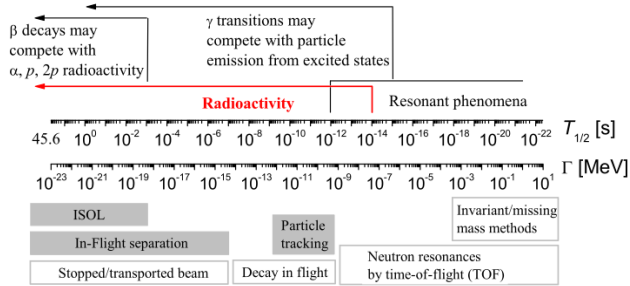 β decays may
compete with
α, p, 2p radioactivity
γ transitions may
compete with particle
emission from excited states
Radioactivity
Resonant phenomena
45.6 10⁰ 10⁻² 10⁻⁴ 10⁻⁶ 10⁻⁸ 10⁻¹⁰ 10⁻¹² 10⁻¹⁴ 10⁻¹⁶ 10⁻¹⁸ 10⁻²⁰ 10⁻²² T₁/₂ [s]
10⁻²³ 10⁻²¹ 10⁻¹⁹ 10⁻¹⁷ 10⁻¹⁵ 10⁻¹³ 10⁻¹¹ 10⁻⁹ 10⁻⁷ 10⁻⁵ 10⁻³ 10⁻¹ 10¹ Γ [MeV]
ISOL
In-Flight separation
Stopped/transported beam
Particle
tracking
Decay in flight
Invariant/missing
mass methods
Neutron resonances
by time-of-flight (TOF)